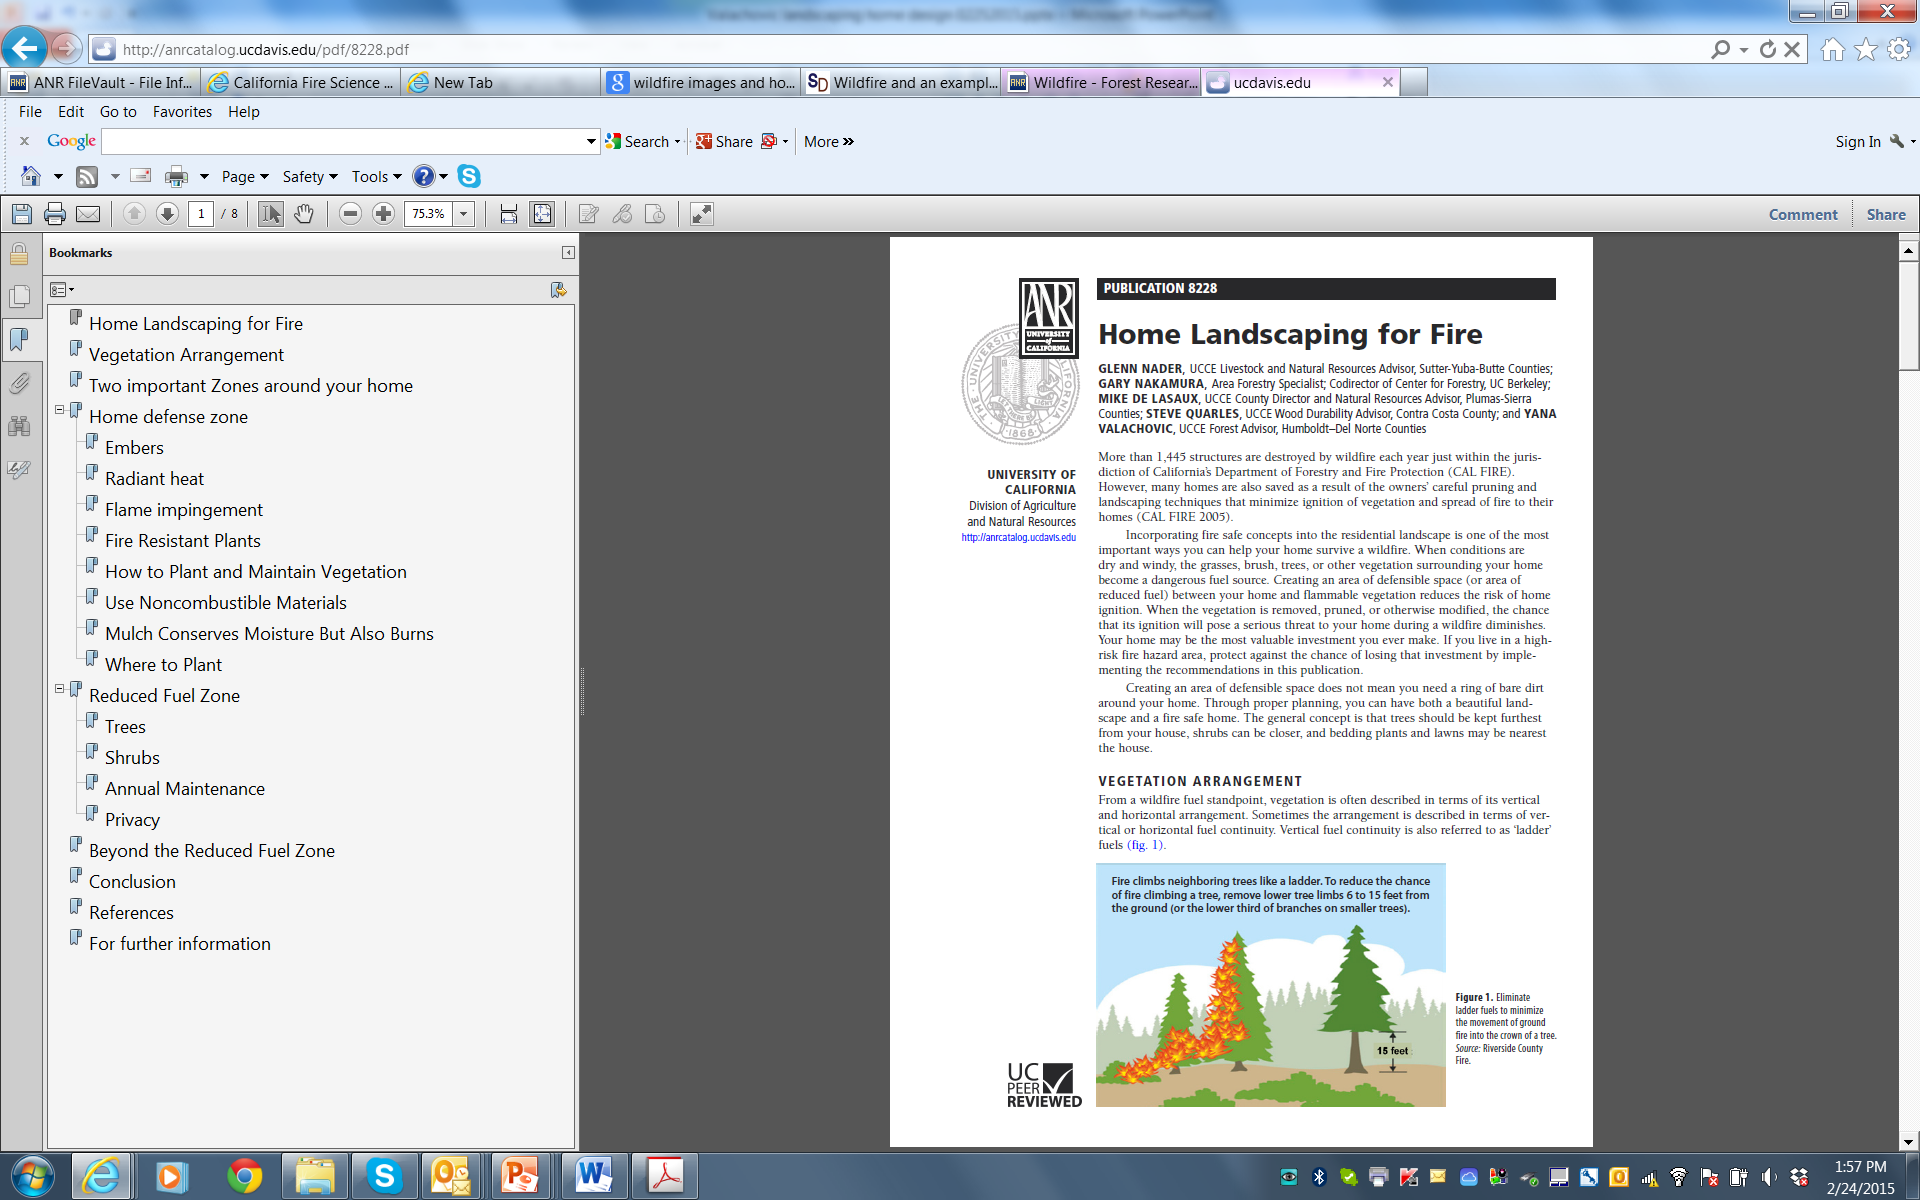 http://anrcatalog.ucdavis.edu/pdf/8228.pdf
ANR FileVault - File Inf...
California Fire Science ...
New Tab
wildfire images and ho...
Wildfire and an exampl...
Wildfire - Forest Resear...
ucdavis.edu
File Edit Go to Favorites Help
x Google Search Share More »
Sign In
Page Safety Tools
1 / 8 75.3%
Comment Share
Bookmarks
Home Landscaping for Fire
Vegetation Arrangement
Two important Zones around your home
Home defense zone
Embers
Radiant heat
Flame impingement
Fire Resistant Plants
How to Plant and Maintain Vegetation
Use Noncombustible Materials
Mulch Conserves Moisture But Also Burns
Where to Plant
Reduced Fuel Zone
Trees
Shrubs
Annual Maintenance
Privacy
Beyond the Reduced Fuel Zone
Conclusion
References
For further information
ANR
UNIVERSITY
of
CALIFORNIA
UNIVERSITY OF
CALIFORNIA
Division of Agriculture
and Natural Resources
http://anrcatalog.ucdavis.edu
PUBLICATION 8228
Home Landscaping for Fire
GLENN NADER, UCCE Livestock and Natural Resources Advisor, Sutter-Yuba-Butte Counties;
GARY NAKAMURA, Area Forestry Specialist; Codirector of Center for Forestry, UC Berkeley;
MIKE DE LASAUX, UCCE County Director and Natural Resources Advisor, Plumas-Sierra
Counties; STEVE QUARLES, UCCE Wood Durability Advisor, Contra Costa County; and YANA
VALACHOVIC, UCCE Forest Advisor, Humboldt–Del Norte Counties
More than 1,445 structures are destroyed by wildfire each year just within the juris-
diction of California's Department of Forestry and Fire Protection (CAL FIRE).
However, many homes are also saved as a result of the owners' careful pruning and
landscaping techniques that minimize ignition of vegetation and spread of fire to their
homes (CAL FIRE 2005).
Incorporating fire safe concepts into the residential landscape is one of the most
important ways you can help your home survive a wildfire. When conditions are
dry and windy, the grasses, brush, trees, or other vegetation surrounding your home
become a dangerous fuel source. Creating an area of defensible space (or area of
reduced fuel) between your home and flammable vegetation reduces the risk of home
ignition. When the vegetation is removed, pruned, or otherwise modified, the chance
that its ignition will pose a serious threat to your home during a wildfire diminishes.
Your home may be the most valuable investment you ever make. If you live in a high-
risk fire hazard area, protect against the chance of losing that investment by imple-
menting the recommendations in this publication.
Creating an area of defensible space does not mean you need a ring of bare dirt
around your home. Through proper planning, you can have both a beautiful land-
scape and a fire safe home. The general concept is that trees should be kept furthest
from your house, shrubs can be closer, and bedding plants and lawns may be nearest
the house.
VEGETATION ARRANGEMENT
From a wildfire fuel standpoint, vegetation is often described in terms of its vertical
and horizontal arrangement. Sometimes the arrangement is described in terms of ver-
tical or horizontal fuel continuity. Vertical fuel continuity is also referred to as 'ladder'
fuels (fig. 1).
Fire climbs neighboring trees like a ladder. To reduce the chance
of fire climbing a tree, remove lower tree limbs 6 to 15 feet from
the ground (or the lower third of branches on smaller trees).
15 feet
Figure 1. Eliminate
ladder fuels to minimize
the movement of ground
fire into the crown of a tree.
Source: Riverside County
Fire.
UC
PEER
REVIEWED
1:57 PM
2/24/2015